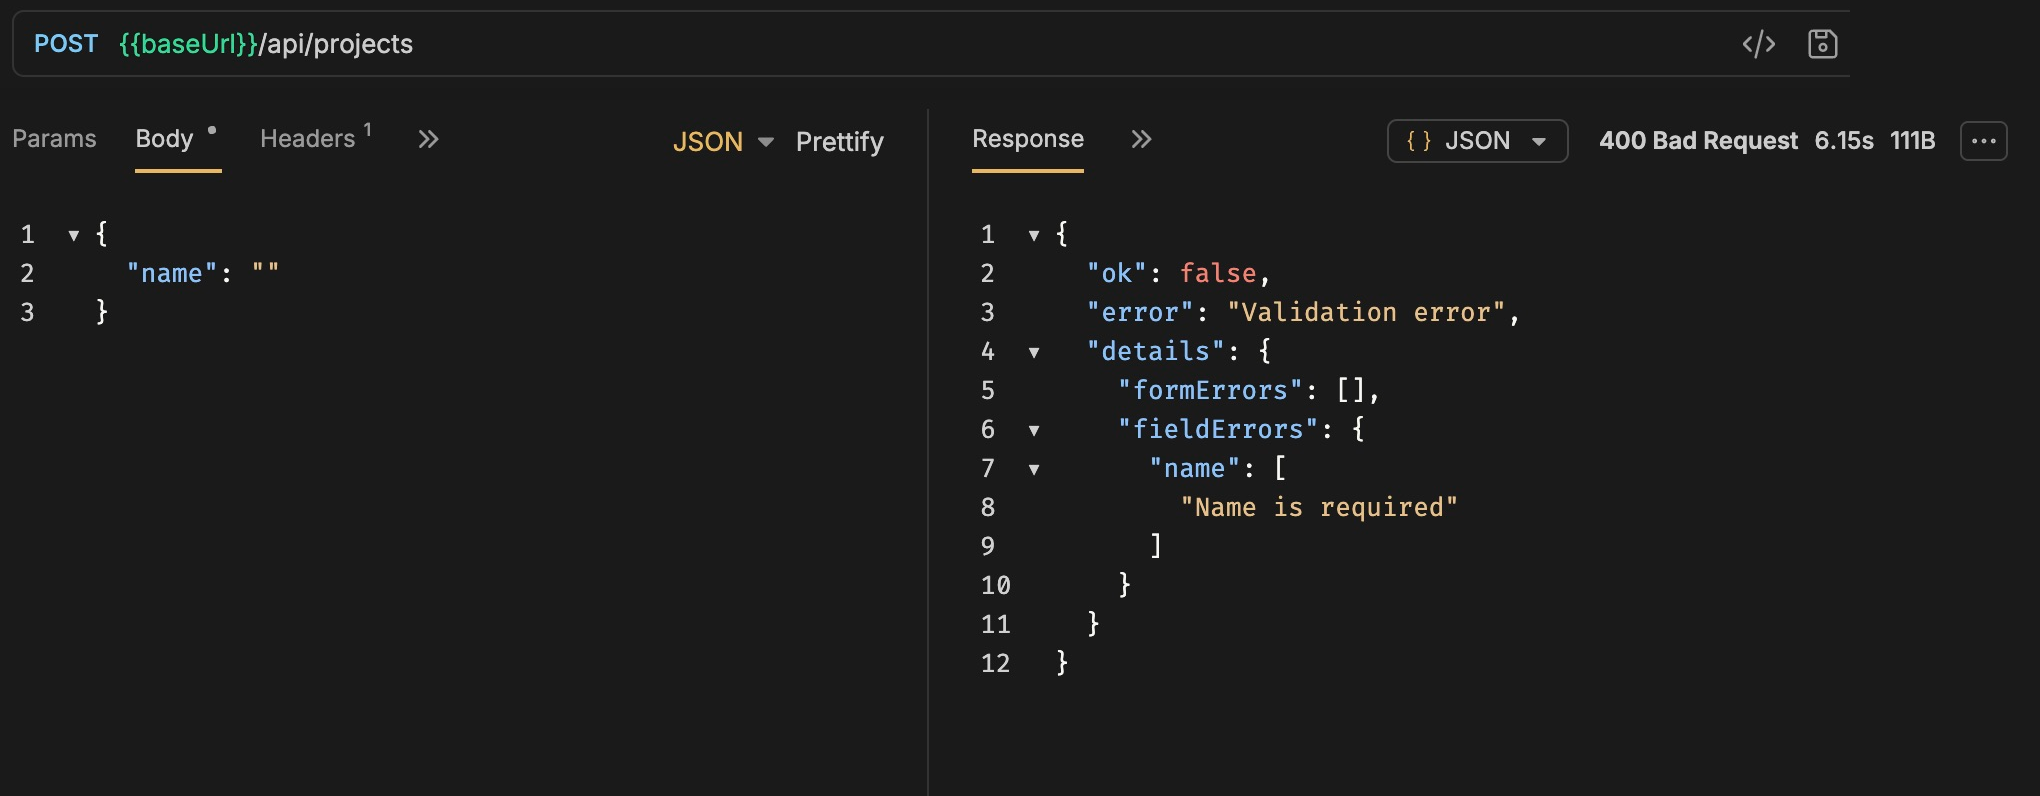 POST {{baseUrl}}/api/projects
Params Body Headers 1 JSON Prettify
1 {
2 "name": ""
3 }
Response { } JSON 400 Bad Request 6.15s 111B
1 {
2 "ok": false,
3 "error": "Validation error",
4 "details": {
5 "formErrors": [],
6 "fieldErrors": {
7 "name": [
8 "Name is required"
9 ]
10 }
11 }
12 }